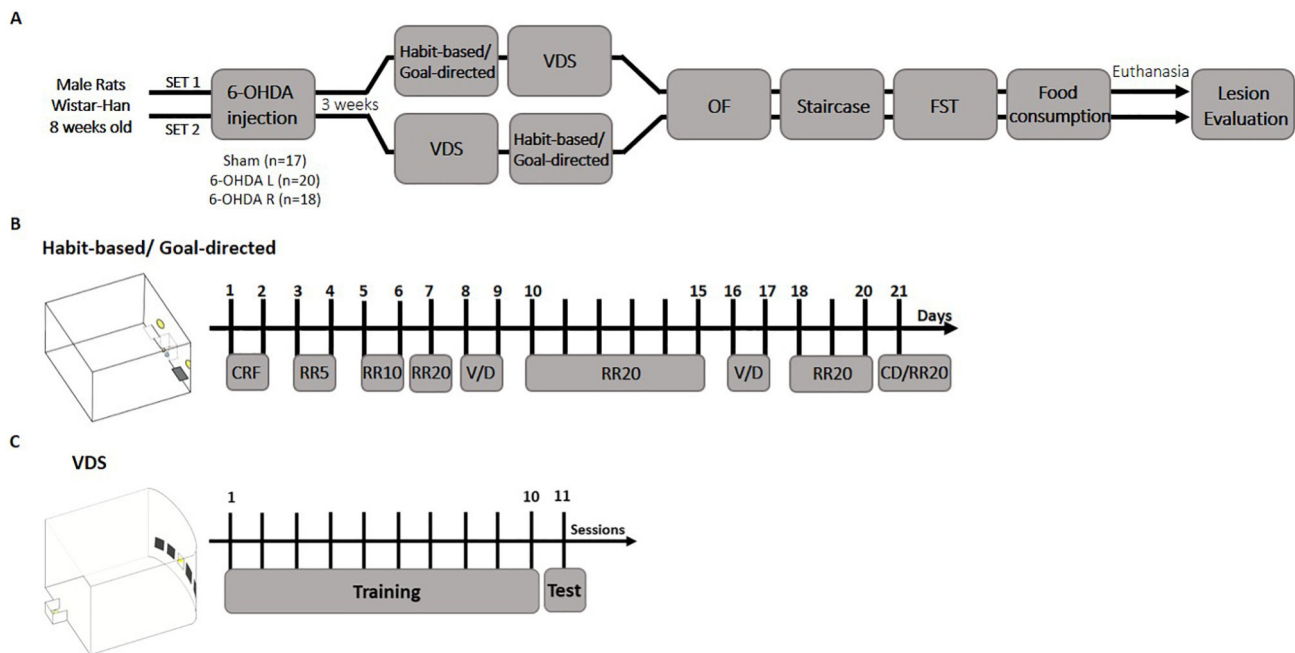 A
Male Rats
Wistar-Han
8 weeks old
SET 1
SET 2
6-OHDA
injection
3 weeks
Sham (n=17)
6-OHDA L (n=20)
6-OHDA R (n=18)
Habit-based/
Goal-directed
VDS
VDS
Habit-based/
Goal-directed
OF
Staircase
FST
Food
consumption
Euthanasia
Lesion
Evaluation
B
Habit-based/ Goal-directed
1 2 3 4 5 6 7 8 9 10 15 16 17 18 20 21
Days
CRF RR5 RR10 RR20 V/D RR20 V/D RR20 CD/RR20
C
VDS
1 10 11
Sessions
Training Test